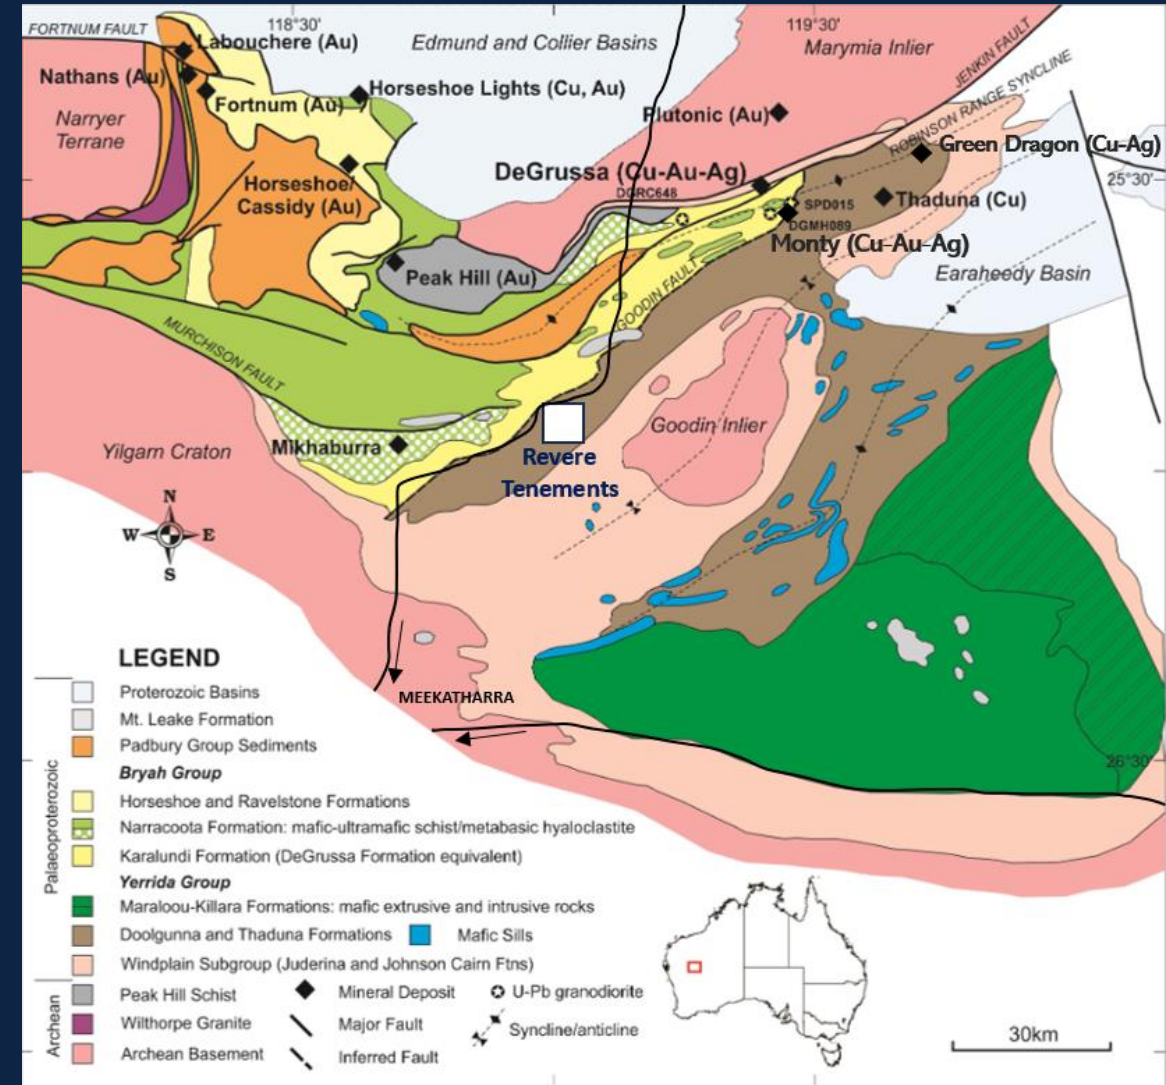 118°30'
119°30'
FORTNUM FAULT
Labouchere (Au)
Edmund and Collier Basins
Marymia Inlier
JENKIN FAULT
Nathans (Au)
Horseshoe Lights (Cu, Au)
Fortnum (Au)
Plutonic (Au)
ROBINSON RANGE SYNCLINE
Narryer
Terrane
Green Dragon (Cu-Ag)
DeGrussa (Cu-Au-Ag)
25°30'
Horseshoe/
Cassidy (Au)
DGRC648
SPD015
Thaduna (Cu)
DGMH089
Monty (Cu-Au-Ag)
Peak Hill (Au)
Earaheedy Basin
GOODIN FAULT
MURCHISON FAULT
Goodin Inlier
Mikhaburra
Yilgarn Craton
Revere
Tenements
N
W E
S
LEGEND
MEEKATHARRA
Proterozoic Basins
Mt. Leake Formation
Padbury Group Sediments
26°30'
Bryah Group
Horseshoe and Ravelstone Formations
Narracoota Formation: mafic-ultramafic schist/metabasic hyaloclastite
Karalundi Formation (DeGrussa Formation equivalent)
Palaeoproterozoic
Yerrida Group
Maraloou-Killara Formations: mafic extrusive and intrusive rocks
Doolgunna and Thaduna Formations
Mafic Sills
Windplain Subgroup (Juderina and Johnson Cairn Ftns)
Archean
Peak Hill Schist
Mineral Deposit
U-Pb granodiorite
Wilthorpe Granite
Major Fault
Syncline/anticline
Archean Basement
Inferred Fault
30km